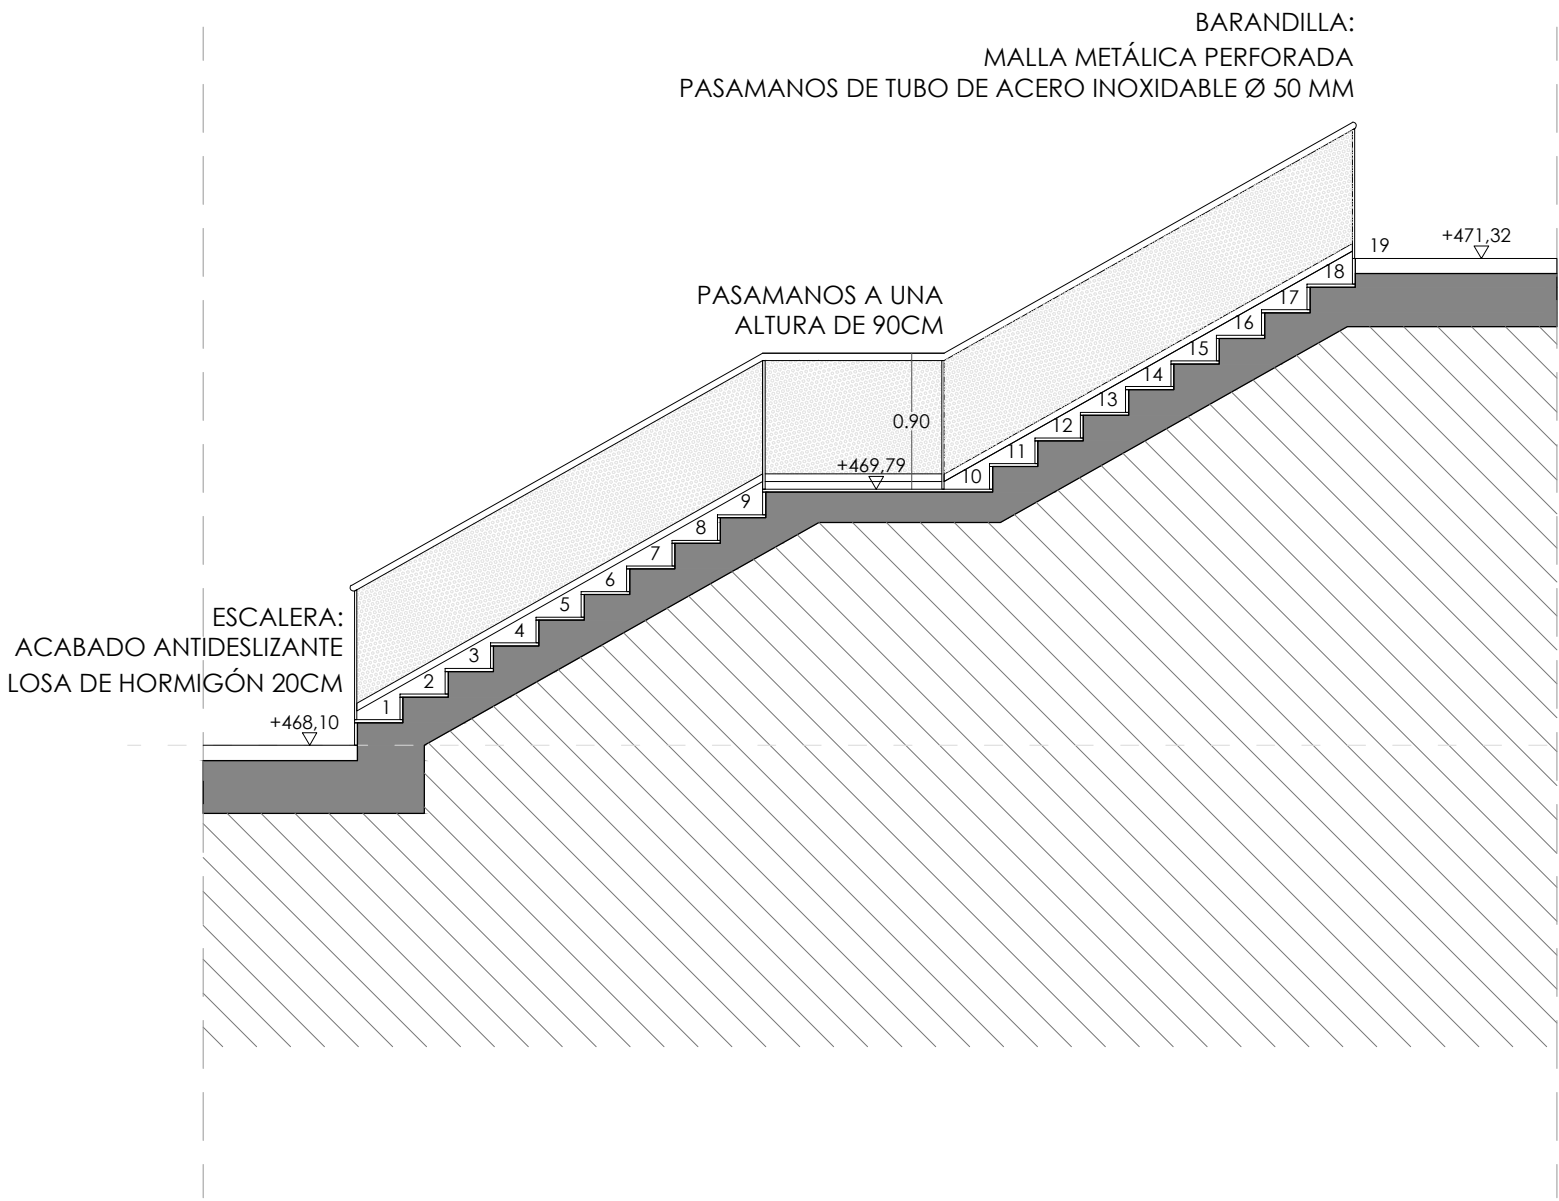 BARANDILLA:
MALLA METÁLICA PERFORADA
PASAMANOS DE TUBO DE ACERO INOXIDABLE Ø 50 MM
19
+471,32
18
17
16
15
14
13
12
11
10
PASAMANOS A UNA
ALTURA DE 90CM
0.90
+469,79
9
8
7
6
5
4
3
2
1
ESCALERA:
ACABADO ANTIDESLIZANTE
LOSA DE HORMIGÓN 20CM
+468,10